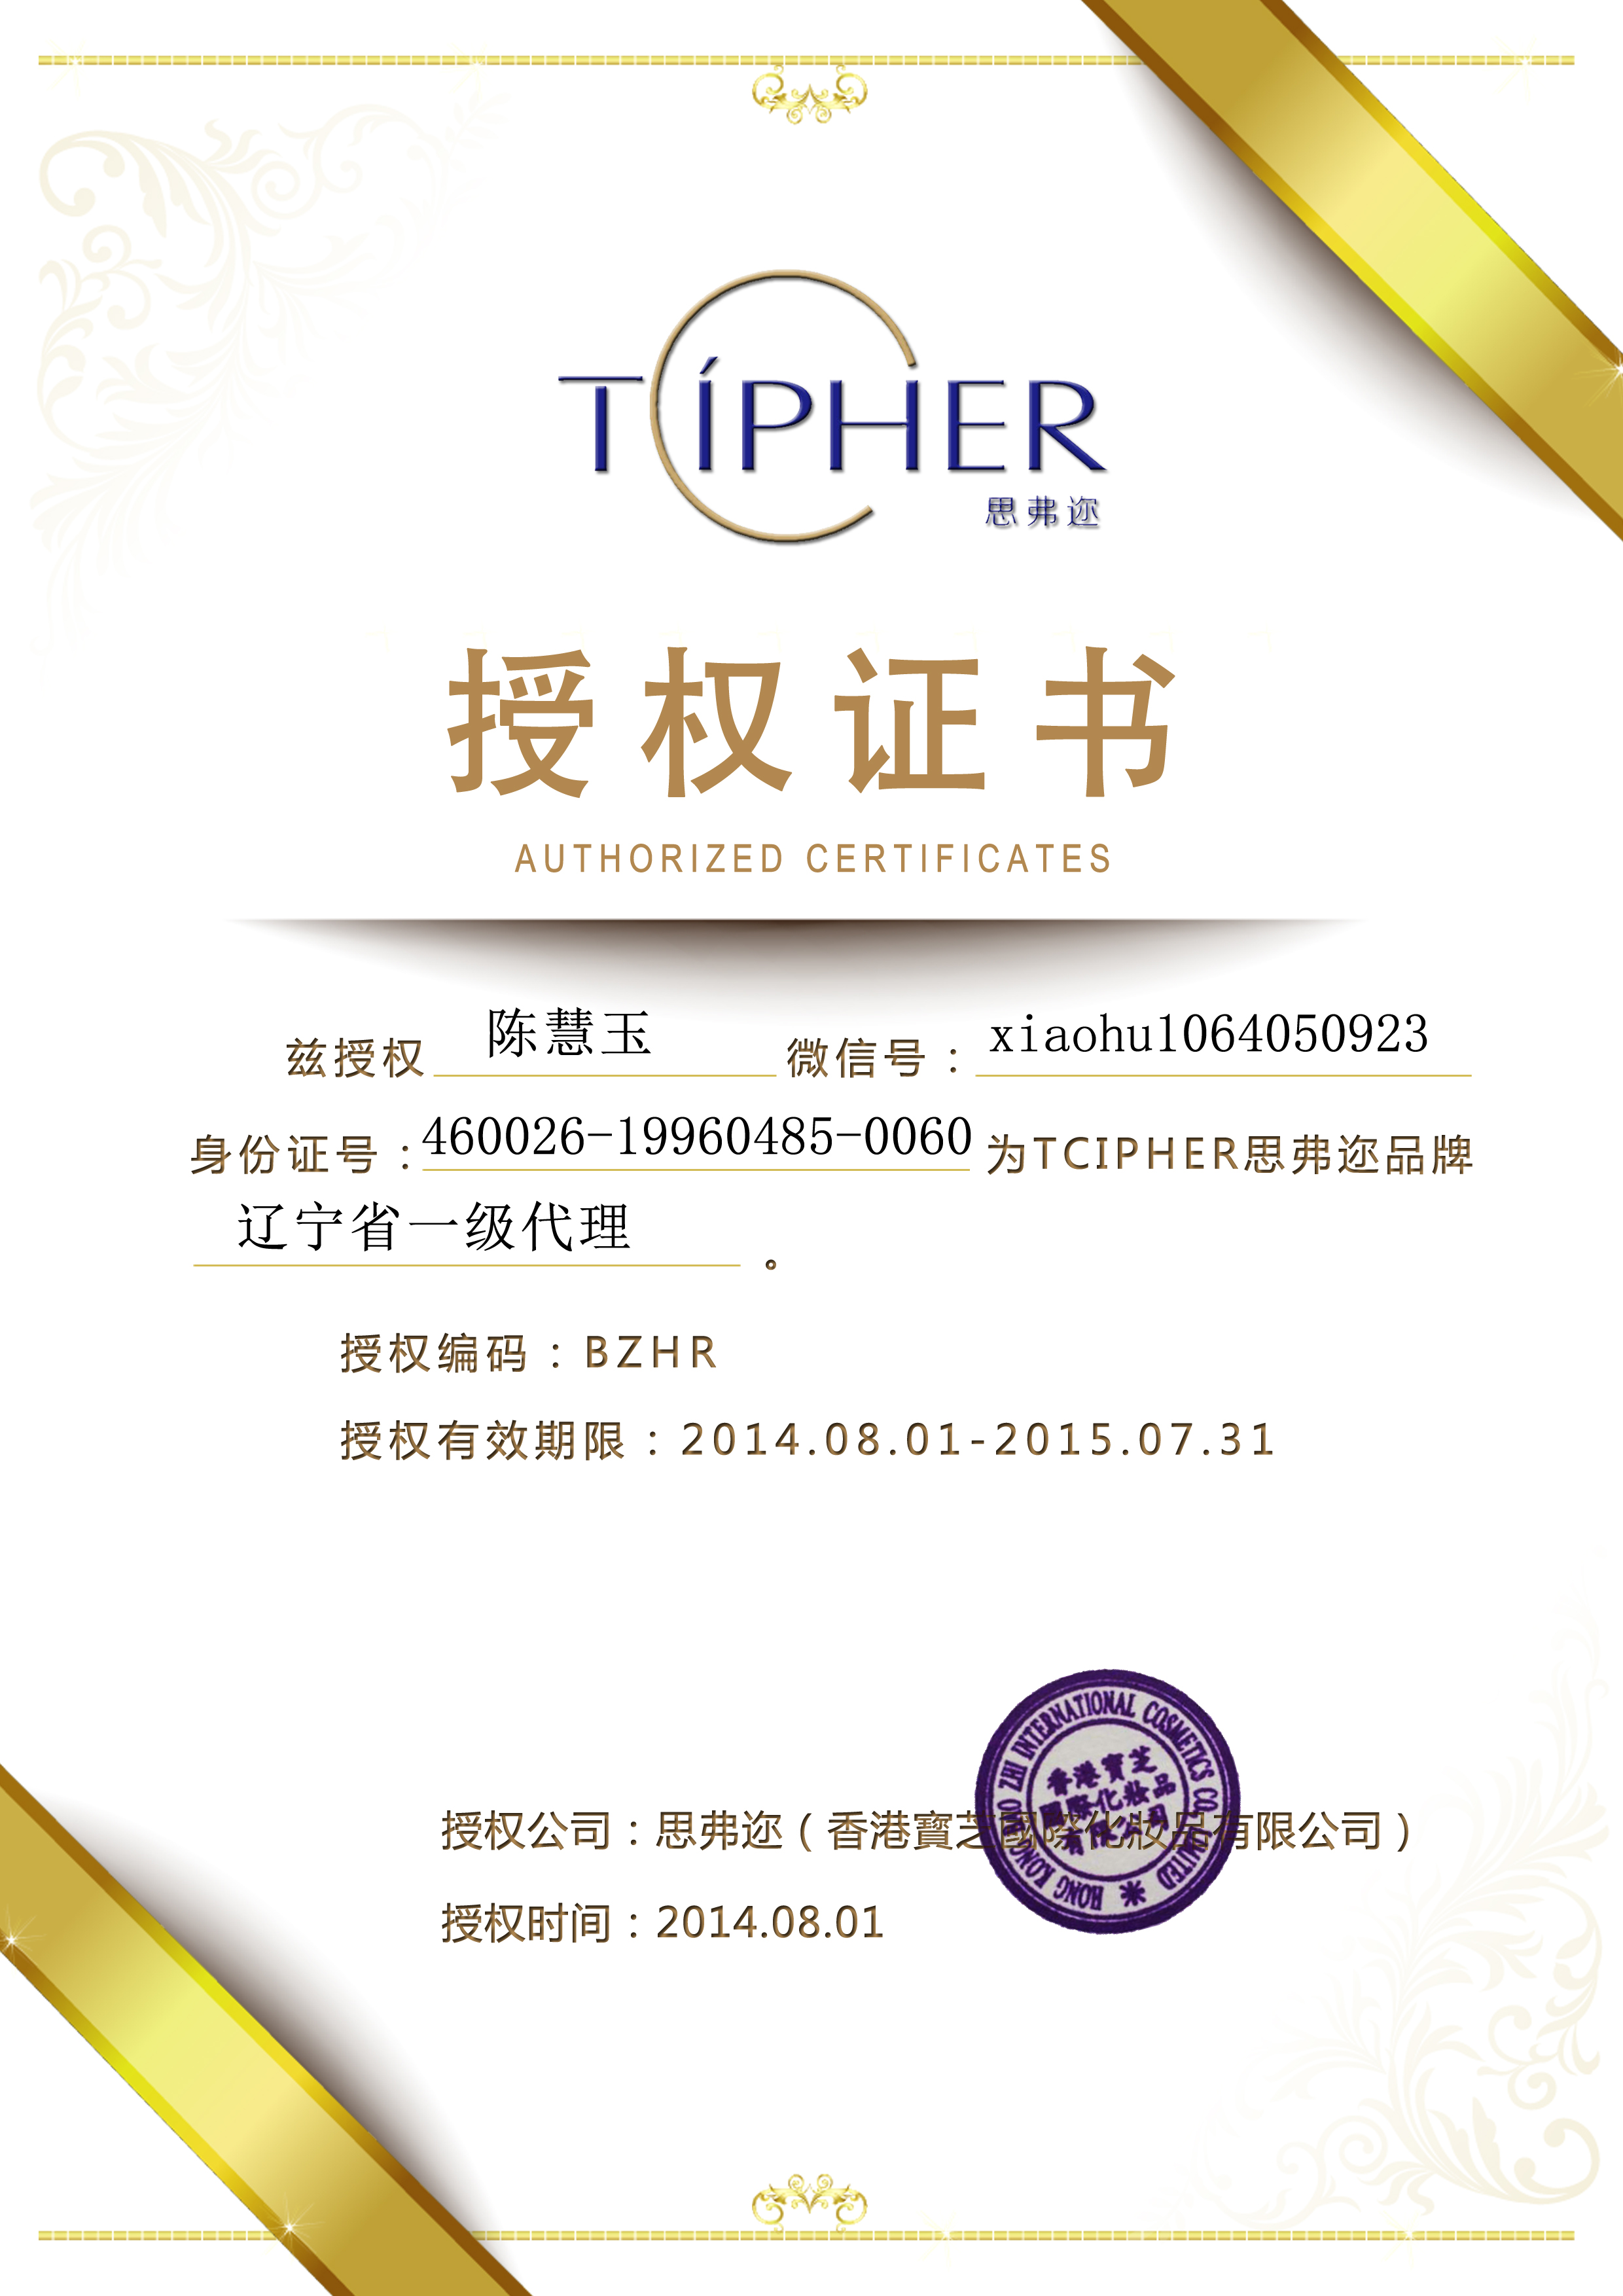 TCÍPHER
思弗迩
授权证书
AUTHORIZED CERTIFICATES
兹授权 陈慧玉 微信号：xiaohu1064050923
身份证号：460026-19960485-0060 为TCIPHER思弗迩品牌
辽宁省一级代理 。
授权编码：BZHR
授权有效期限：2014.08.01-2015.07.31
授权公司：思弗迩（香港寳芝國際化妝品有限公司）
授权时间：2014.08.01
HONG KONG BAO ZHI INTERNATIONAL COSMETICS CO., LIMITED
香港寶芝
國際化妝品
有限公司